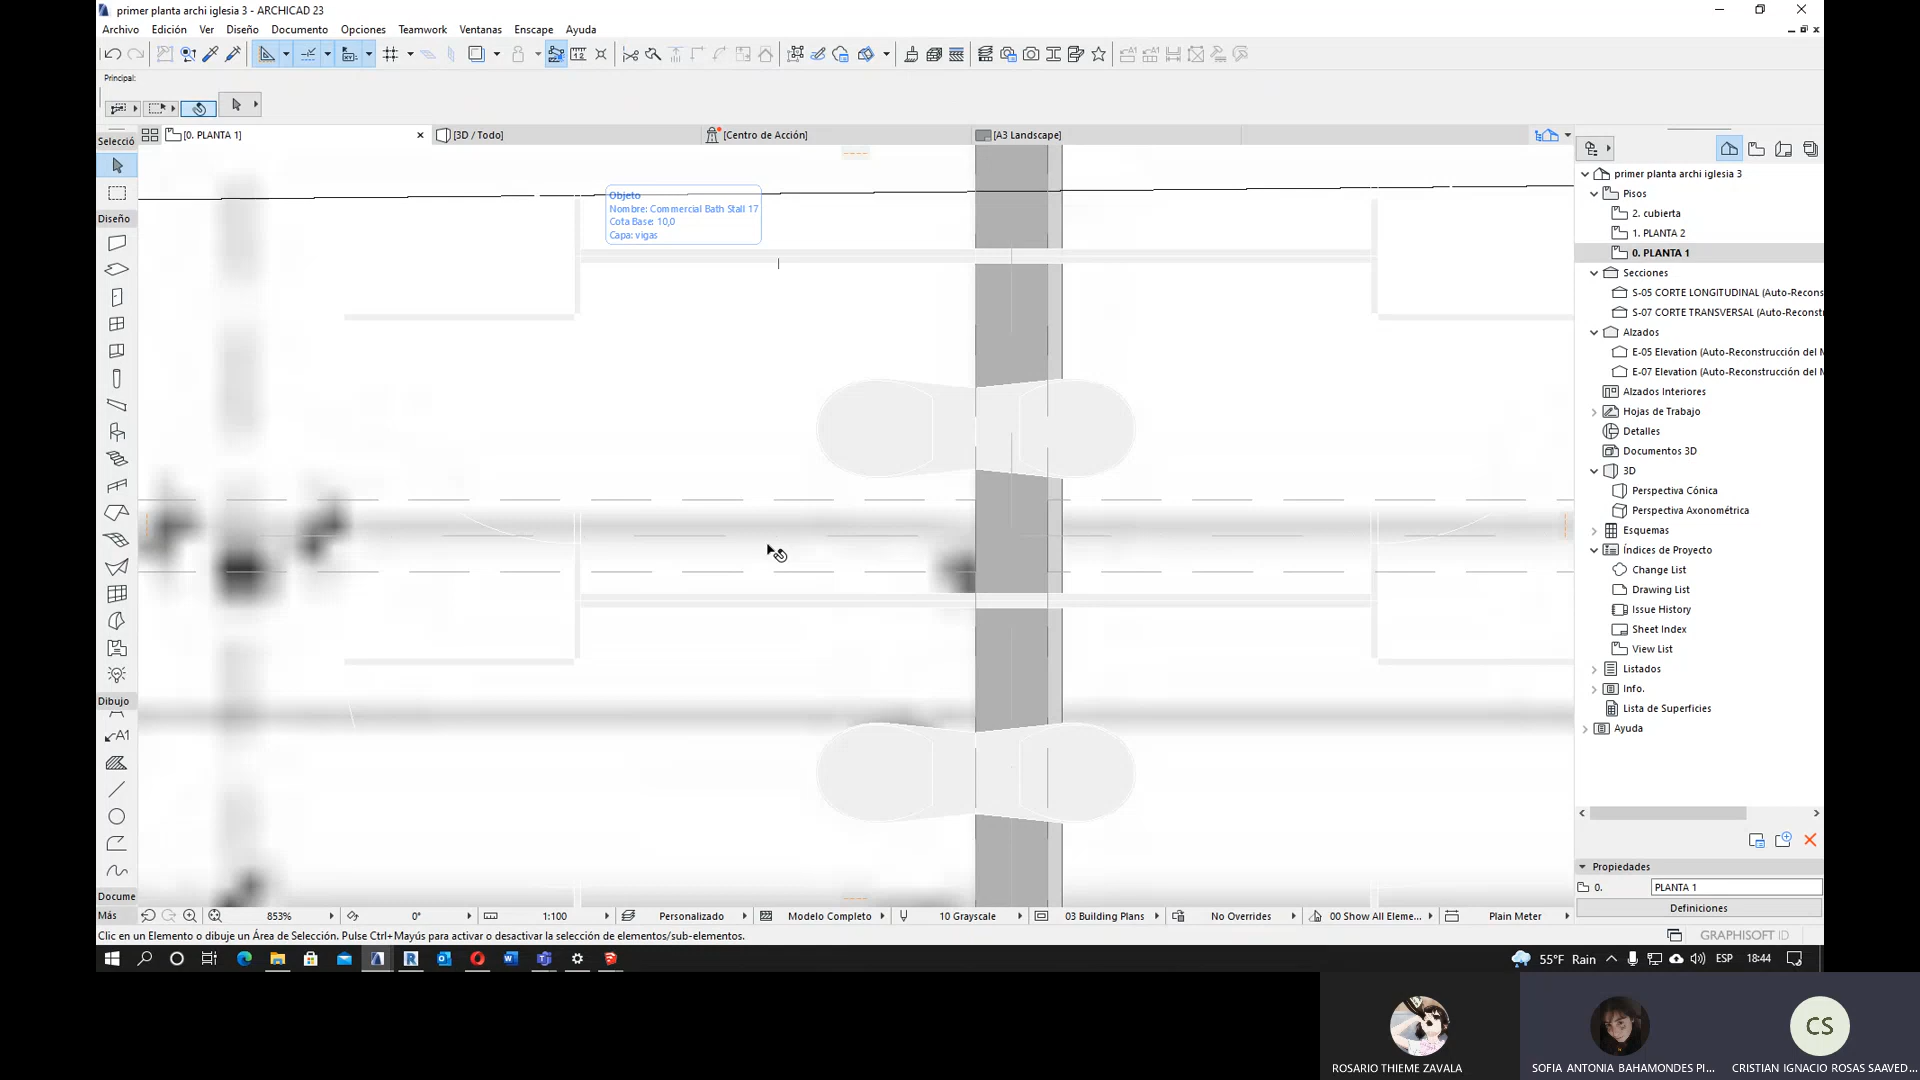 primer planta archi iglesia 3 - ARCHICAD 23
Archivo Edición Ver Diseño Documento Opciones Teamwork Ventanas Enscape Ayuda
Principal:
[0. PLANTA 1]
[3D / Todo]
[Centro de Acción]
[A3 Landscape]
Selecció
Diseño
Dibujo
A1
Docume
Más
Objeto
Nombre: Commercial Bath Stall 17
Cota Base: 10,0
Capa: vigas
primer planta archi iglesia 3
Pisos
2. cubierta
1. PLANTA 2
0. PLANTA 1
Secciones
S-05 CORTE LONGITUDINAL (Auto-Recons
S-07 CORTE TRANSVERSAL (Auto-Reconstru
Alzados
E-05 Elevation (Auto-Reconstrucción del M
E-07 Elevation (Auto-Reconstrucción del M
Alzados Interiores
Hojas de Trabajo
Detalles
Documentos 3D
3D
Perspectiva Cónica
Perspectiva Axonométrica
Esquemas
Índices de Proyecto
Change List
Drawing List
Issue History
Sheet Index
View List
Listados
Info.
Lista de Superficies
Ayuda
Propiedades
0. PLANTA 1
Definiciones
853% 0° 1:100 Personalizado Modelo Completo 10 Grayscale 03 Building Plans No Overrides 00 Show All Eleme... Plain Meter
Clic en un Elemento o dibuje un Área de Selección. Pulse Ctrl+Mayús para activar o desactivar la selección de elementos/sub-elementos.
GRAPHISOFT ID
55°F Rain ESP 18:44
CS
ROSARIO THIEME ZAVALA
SOFIA ANTONIA BAHAMONDES PI...
CRISTIAN IGNACIO ROSAS SAAVED...